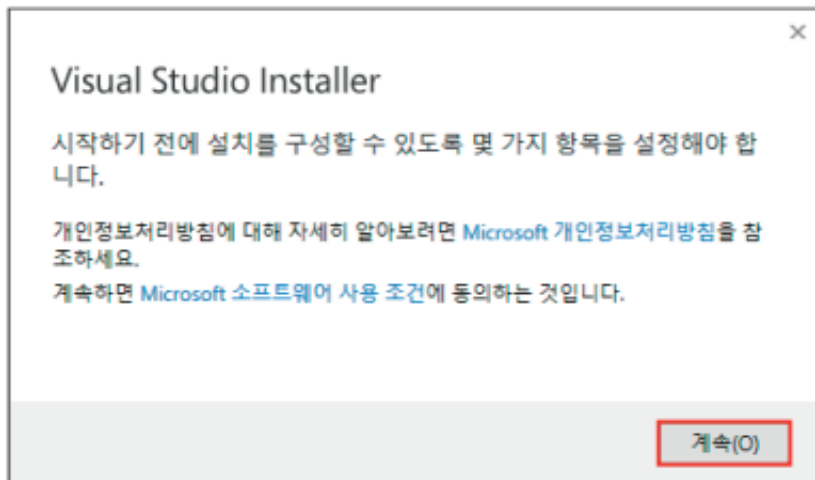 Visual Studio Installer
시작하기 전에 설치를 구성할 수 있도록 몇 가지 항목을 설정해야 합
니다.
개인정보처리방침에 대해 자세히 알아보려면 Microsoft 개인정보처리방침을 참
조하세요.
계속하면 Microsoft 소프트웨어 사용 조건에 동의하는 것입니다.
계속(O)